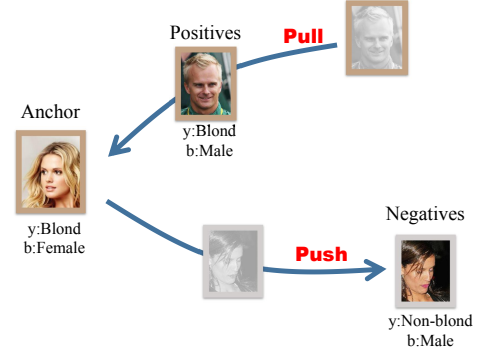 Pull
Positives
y:Blond
b:Male
Anchor
y:Blond
b:Female
Push
Negatives
y:Non-blond
b:Male